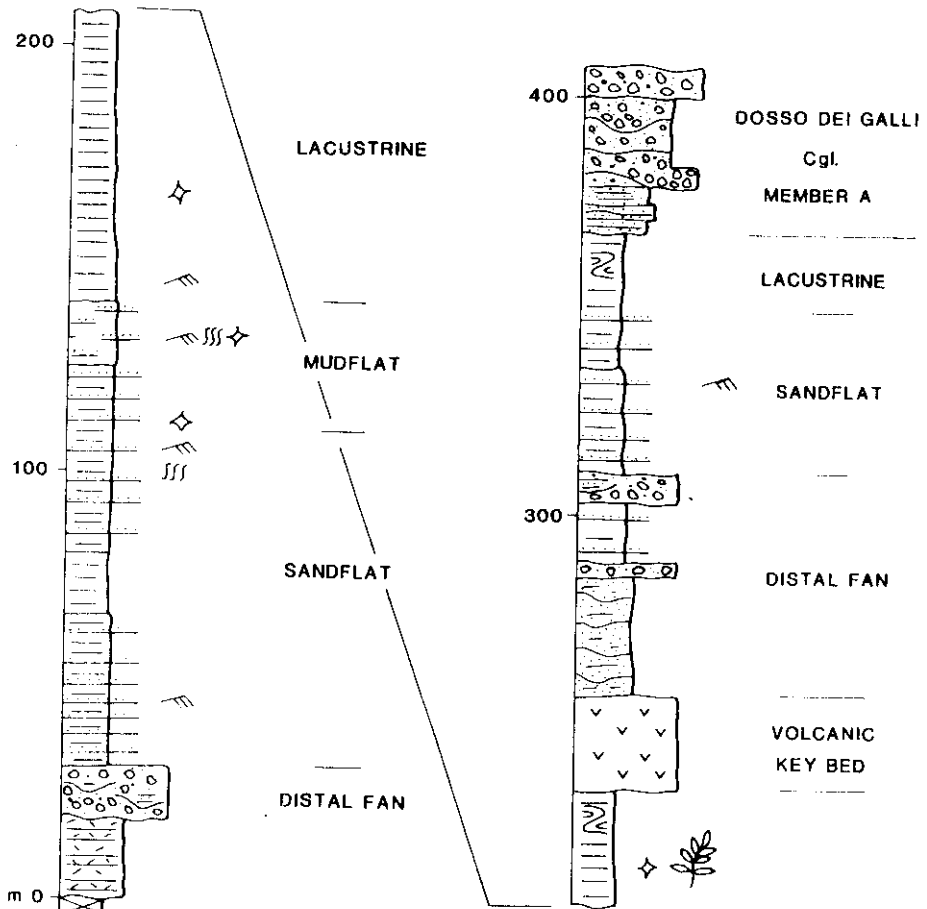 200
LACUSTRINE
MUDFLAT
100
SANDFLAT
DISTAL FAN
m 0
400
DOSSO DEI GALLI
Cgl.
MEMBER A
LACUSTRINE
SANDFLAT
300
DISTAL FAN
VOLCANIC
KEY BED